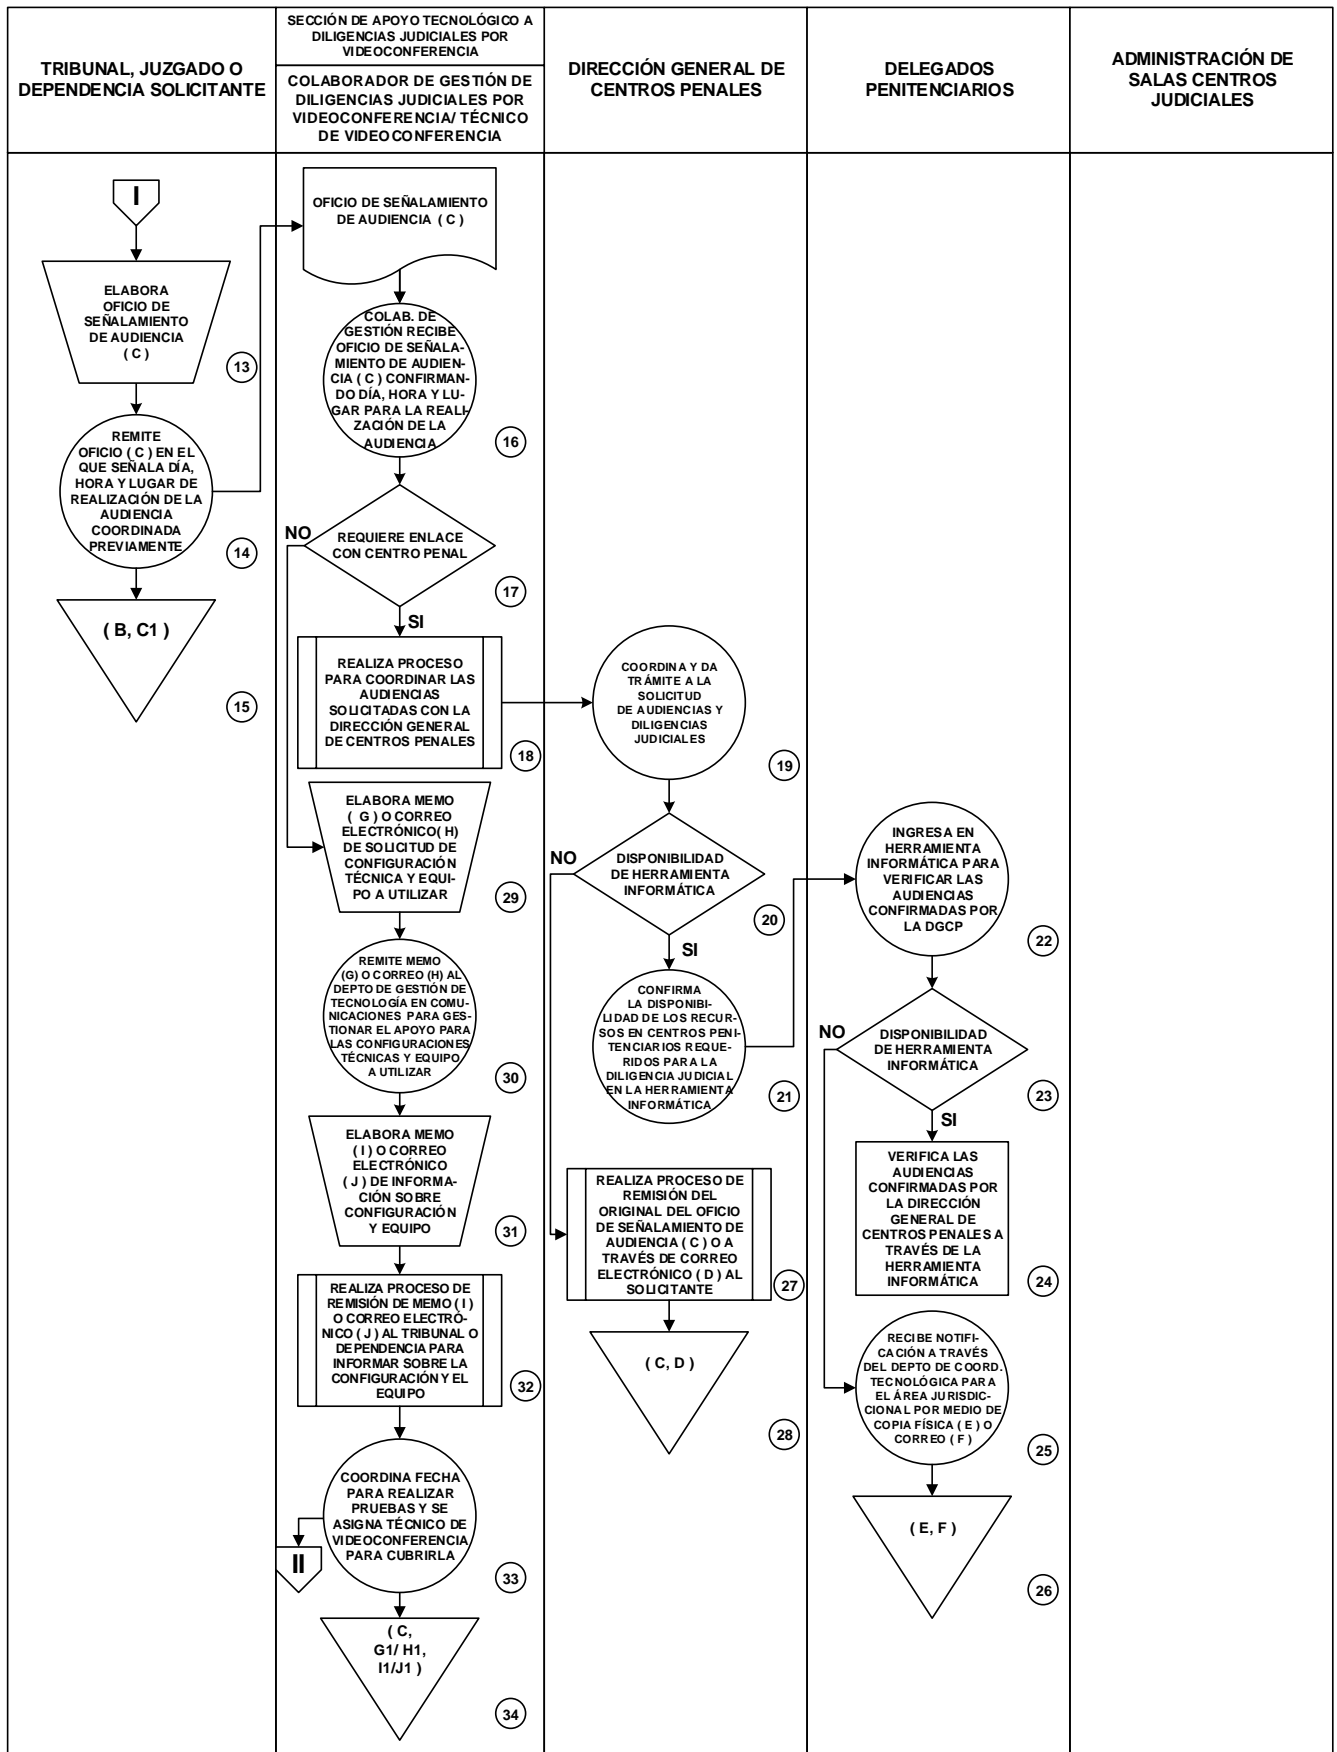 TRIBUNAL, JUZGADO O
DEPENDENCIA SOLICITANTE
SECCIÓN DE APOYO TECNOLÓGICO A
DILIGENCIAS JUDICIALES POR
VIDEOCONFERENCIA
COLABORADOR DE GESTIÓN DE
DILIGENCIAS JUDICIALES POR
VIDEOCONFERENCIA/ TÉCNICO
DE VIDEOCONFERENCIA
DIRECCIÓN GENERAL DE
CENTROS PENALES
DELEGADOS
PENITENCIARIOS
ADMINISTRACIÓN DE
SALAS CENTROS
JUDICIALES
I
ELABORA
OFICIO DE
SEÑALAMIENTO
DE AUDIENCIA
( C )
13
REMITE
OFICIO ( C ) EN EL
QUE SEÑALA DÍA,
HORA Y LUGAR DE
REALIZACIÓN DE LA
AUDIENCIA
COORDINADA
PREVIAMENTE
14
( B, C1 )
15
OFICIO DE SEÑALAMIENTO
DE AUDIENCIA ( C )
COLAB. DE
GESTIÓN RECIBE
OFICIO DE SEÑALA-
MIENTO DE AUDIEN-
CIA ( C ) CONFIRMAN-
DO DÍA, HORA Y LU-
GAR PARA LA REALI-
ZACIÓN DE LA
AUDIENCIA
16
NO
REQUIERE ENLACE
CON CENTRO PENAL
17
SI
REALIZA PROCESO
PARA COORDINAR LAS
AUDIENCIAS
SOLICITADAS CON LA
DIRECCIÓN GENERAL
DE CENTROS PENALES
18
ELABORA MEMO
( G ) O CORREO
ELECTRÓNICO( H)
DE SOLICITUD DE
CONFIGURACIÓN
TÉCNICA Y EQUI-
PO A UTILIZAR
29
REMITE MEMO
(G) O CORREO (H) AL
DEPTO DE GESTIÓN DE
TECNOLOGÍA EN COMU-
NICACIONES PARA GES-
TIONAR EL APOYO PARA
LAS CONFIGURACIONES
TÉCNICAS Y EQUIPO
A UTILIZAR
30
ELABORA MEMO
( I ) O CORREO
ELECTRÓNICO
( J ) DE INFORMA-
CIÓN SOBRE
CONFIGURACIÓN
Y EQUIPO
31
REALIZA PROCESO DE
REMISIÓN DE MEMO ( I )
O CORREO ELECTRÓ-
NICO ( J ) AL TRIBUNAL O
DEPENDENCIA PARA
INFORMAR SOBRE LA
CONFIGURACIÓN Y EL
EQUIPO
32
COORDINA FECHA
PARA REALIZAR
PRUEBAS Y SE
ASIGNA TÉCNICO DE
VIDEOCONFERENCIA
PARA CUBRIRLA
II
33
( C,
G1/ H1,
I1/J1 )
34
COORDINA Y DA
TRÁMITE A LA
SOLICITUD
DE AUDIENCIAS Y
DILIGENCIAS
JUDICIALES
19
NO
DISPONIBILIDAD
DE HERRAMIENTA
INFORMÁTICA
20
SI
CONFIRMA
LA DISPONIBI-
LIDAD DE LOS RECUR-
SOS EN CENTROS PENI-
TENCIARIOS REQUE-
RIDOS PARA LA
DILIGENCIA JUDICIAL
EN LA HERRAMIENTA
INFORMÁTICA
21
REALIZA PROCESO DE
REMISIÓN DEL
ORIGINAL DEL OFICIO
DE SEÑALAMIENTO DE
AUDIENCIA ( C ) O A
TRAVÉS DE CORREO
ELECTRÓNICO ( D ) AL
SOLICITANTE
27
( C, D )
28
INGRESA EN
HERRAMIENTA
INFORMÁTICA PARA
VERIFICAR LAS
AUDIENCIAS
CONFIRMADAS POR
LA DGCP
22
NO
DISPONIBILIDAD
DE HERRAMIENTA
INFORMÁTICA
23
SI
VERIFICA LAS
AUDIENCIAS
CONFIRMADAS POR
LA DIRECCIÓN
GENERAL DE
CENTROS PENALES A
TRAVÉS DE LA
HERRAMIENTA
INFORMÁTICA
24
RECIBE NOTIFI-
CACIÓN A TRAVÉS
DEL DEPTO DE COORD.
TECNOLÓGICA PARA
EL ÁREA JURISDIC-
CIONAL POR MEDIO DE
COPIA FÍSICA ( E ) O
CORREO ( F )
25
( E, F )
26